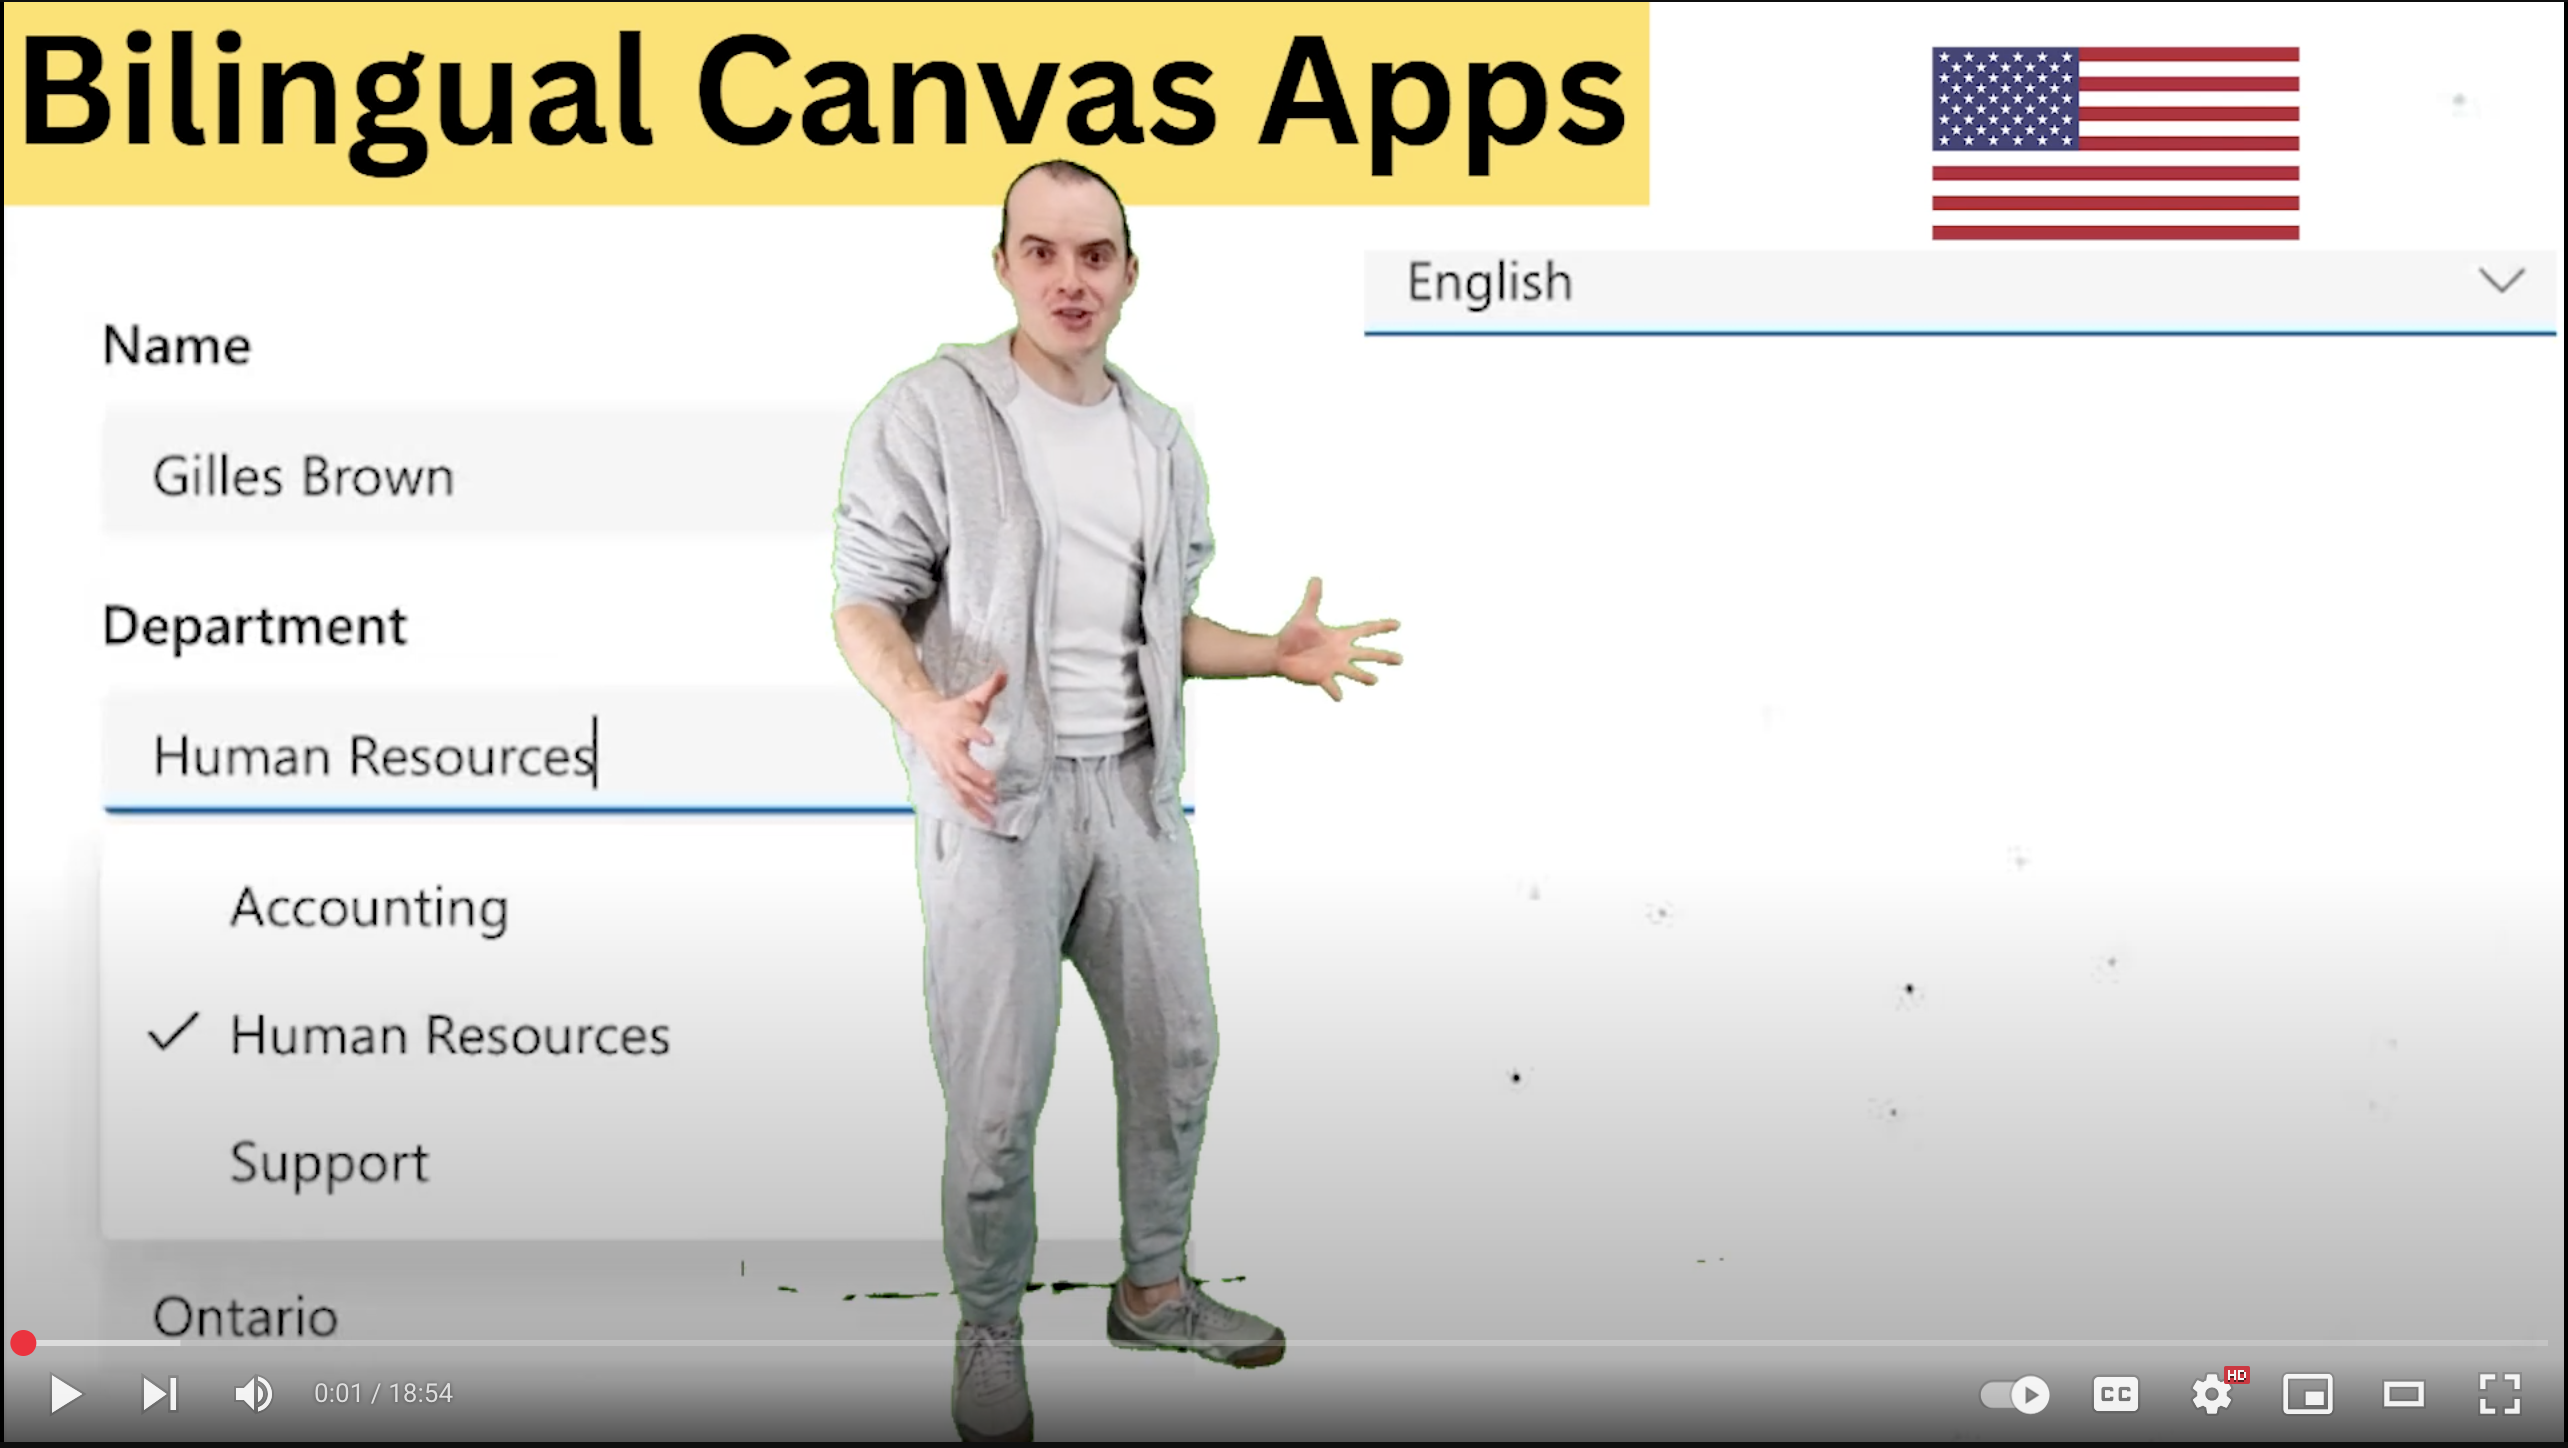 Bilingual Canvas Apps
English
Name
Gilles Brown
Department
Human Resources
Accounting
Human Resources
Support
Ontario
0:01 / 18:54
CC
HD